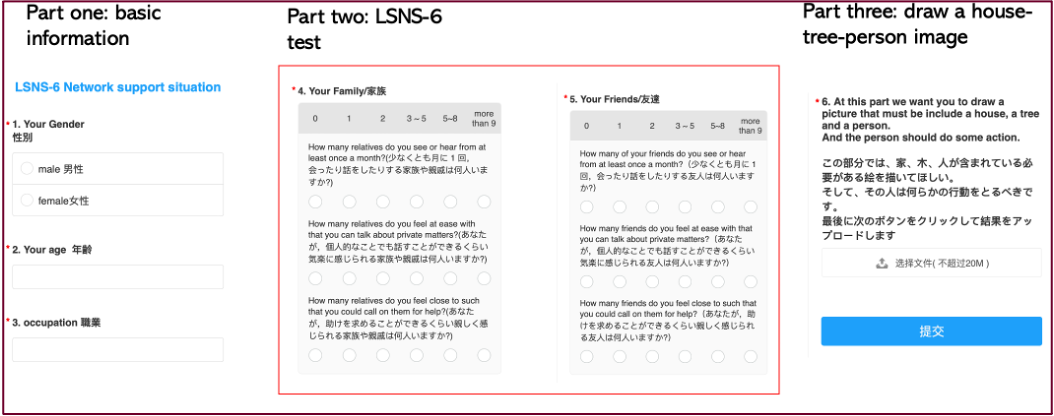 Part one: basic
information
LSNS-6 Network support situation
* 1. Your Gender
性別
male 男性
female女性
* 2. Your age 年齢
* 3. occupation 職業
Part two: LSNS-6
test
* 4. Your Family/家族
0 1 2 3～5 5~8 more
than 9
How many relatives do you see or hear from at
least once a month?(少なくとも月に 1 回,
会ったり話をしたりする家族や親戚は何人いま
すか?)
How many relatives do you feel at ease with
that you can talk about private matters?(あなた
が，個人的なことでも話すことができるくらい
気楽に感じられる家族や親戚は何人いますか?)
How many relatives do you feel close to such
that you could call on them for help?(あなた
が，助けを求めることができるくらい親しく感
じられる家族や親戚は何人いますか?)
* 5. Your Friends/友達
0 1 2 3～5 5~8 more
than 9
How many of your friends do you see or hear
from at least once a month?（少なくとも月に 1
回，会ったり話をしたりする友人は何人います
か?）
How many friends do you feel at ease with that
you can talk about private matters?（あなた
が，個人的なことでも話すことができるくらい
気楽に感じられる友人は何人いますか?）
How many friends do you feel close to such that
you could call on them for help?（あなたが，助
けを求めることができるくらい親しく感じられ
る友人は何人いますか?）
Part three: draw a house-
tree-person image
* 6. At this part we want you to draw a
picture that must be include a house, a tree
and a person.
And the person should do some action.
この部分では、家、木、人が含まれている必
要がある絵を描いてほしい。
そして、その人は何らかの行動をとるべきで
す。
最後に次のボタンをクリックして結果をアッ
プロードします
选择文件( 不超过20M )
提交